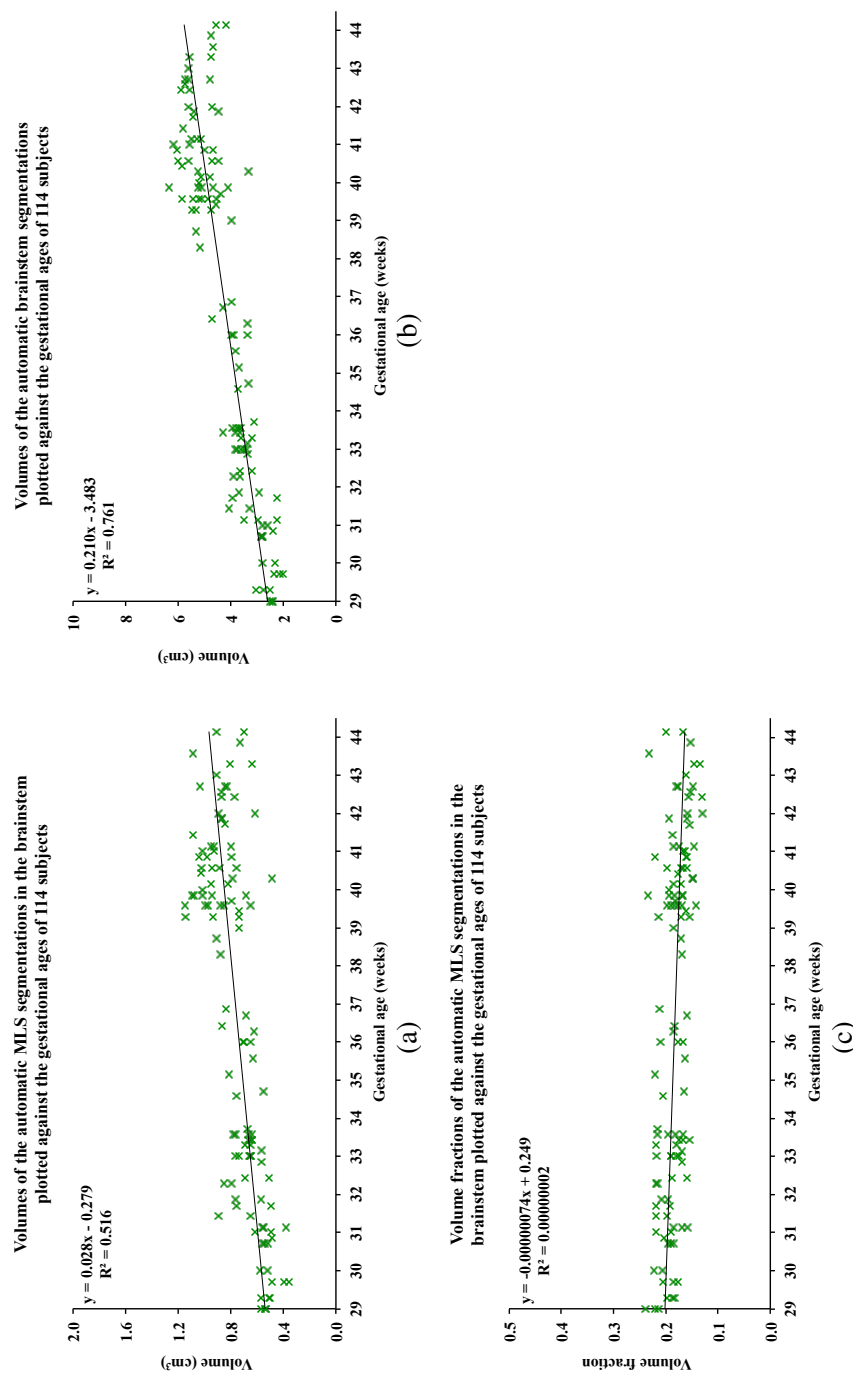 Volumes of the automatic MLS segmentations in the brainstem
plotted against the gestational ages of 114 subjects
y = 0.028x - 0.279
R² = 0.516
Volume (cm³)
2.0
1.6
1.2
0.8
0.4
0.0
29 30 31 32 33 34 35 36 37 38 39 40 41 42 43 44
Gestational age (weeks)
(a)
Volumes of the automatic brainstem segmentations
plotted against the gestational ages of 114 subjects
y = 0.210x - 3.483
R² = 0.761
Volume (cm³)
10
8
6
4
2
0
29 30 31 32 33 34 35 36 37 38 39 40 41 42 43 44
Gestational age (weeks)
(b)
Volume fractions of the automatic MLS segmentations in the
brainstem plotted against the gestational ages of 114 subjects
y = -0.00000074x + 0.249
R² = 0.00000002
Volume fraction
0.5
0.4
0.3
0.2
0.1
0.0
29 30 31 32 33 34 35 36 37 38 39 40 41 42 43 44
Gestational age (weeks)
(c)